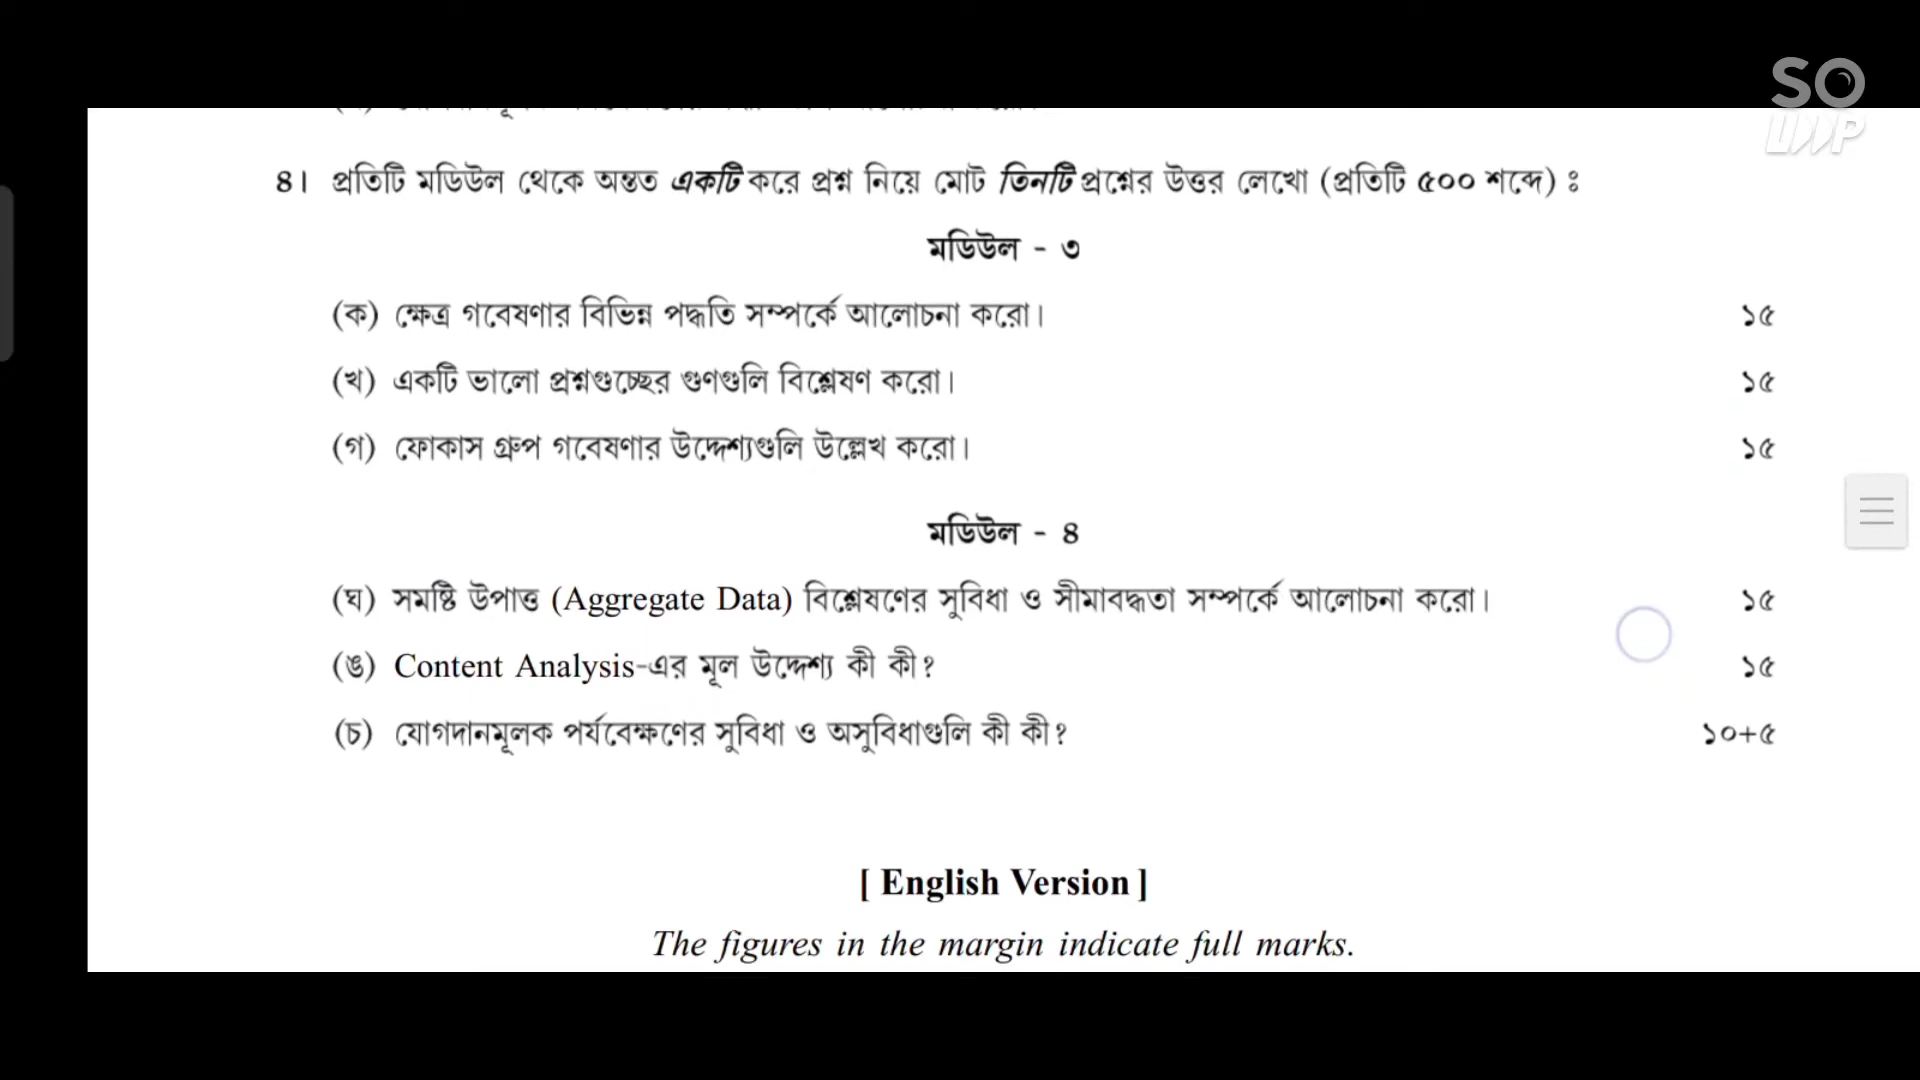 SO
LIVE
৪। প্রতিটি মডিউল থেকে অন্তত একটি করে প্রশ্ন নিয়ে মোট তিনটি প্রশ্নের উত্তর লেখো (প্রতিটি ৫০০ শব্দে) ঃ
মডিউল - ৩
(ক) ক্ষেত্র গবেষণার বিভিন্ন পদ্ধতি সম্পর্কে আলোচনা করো। ১৫
(খ) একটি ভালো প্রশ্নগুচ্ছের গুণগুলি বিশ্লেষণ করো। ১৫
(গ) ফোকাস গ্রুপ গবেষণার উদ্দেশ্যগুলি উল্লেখ করো। ১৫
মডিউল - ৪
(ঘ) সমষ্টি উপাত্ত (Aggregate Data) বিশ্লেষণের সুবিধা ও সীমাবদ্ধতা সম্পর্কে আলোচনা করো। ১৫
(ঙ) Content Analysis-এর মূল উদ্দেশ্য কী কী? ১৫
(চ) যোগদানমূলক পর্যবেক্ষণের সুবিধা ও অসুবিধাগুলি কী কী? ১০+৫
[ English Version ]
The figures in the margin indicate full marks.